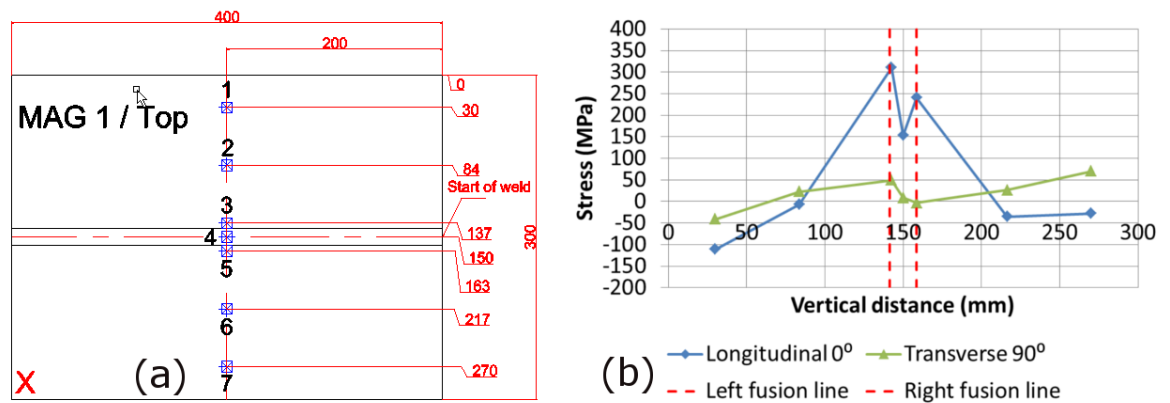 400
200
1
0
MAG 1 / Top
30
2
84
Start of weld
3
4
137
150
300
5
163
6
217
X
(a)
7
270
400
350
300
250
200
150
100
50
0
-50
-100
-150
-200
0 50 100 150 200 250 300
Stress (MPa)
Vertical distance (mm)
(b)
Longitudinal 0⁰
Transverse 90⁰
Left fusion line
Right fusion line